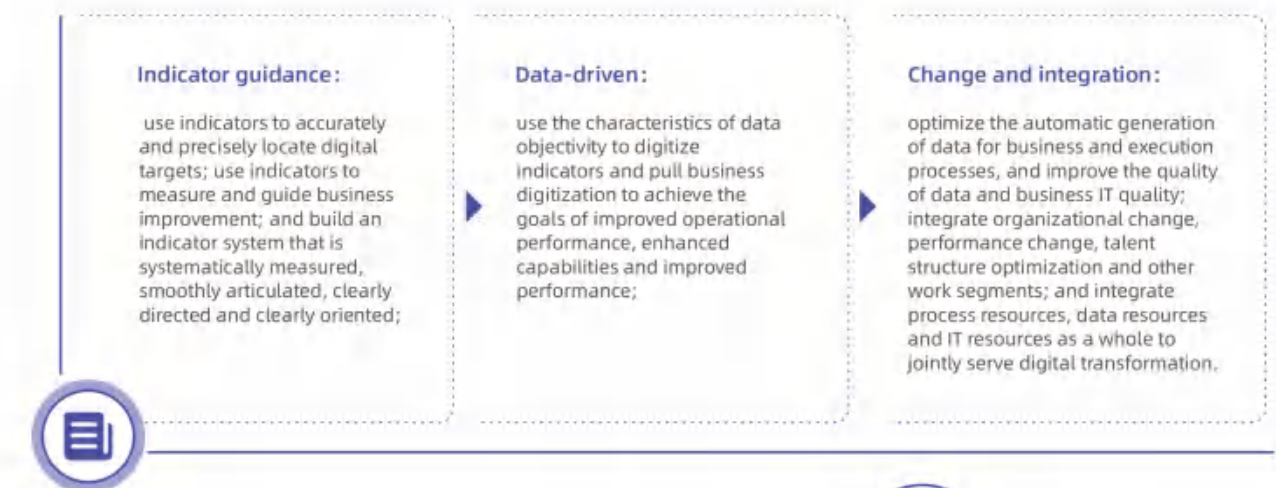 Indicator guidance:
use indicators to accurately
and precisely locate digital
targets; use indicators to
measure and guide business
improvement; and build an
indicator system that is
systematically measured,
smoothly articulated, clearly
directed and clearly oriented;
Data-driven:
use the characteristics of data
objectivity to digitize
indicators and pull business
digitization to achieve the
goals of improved operational
performance, enhanced
capabilities and improved
performance;
Change and integration:
optimize the automatic generation
of data for business and execution
processes, and improve the quality
of data and business IT quality;
integrate organizational change,
performance change, talent
structure optimization and other
work segments; and integrate
process resources, data resources
and IT resources as a whole to
jointly serve digital transformation.